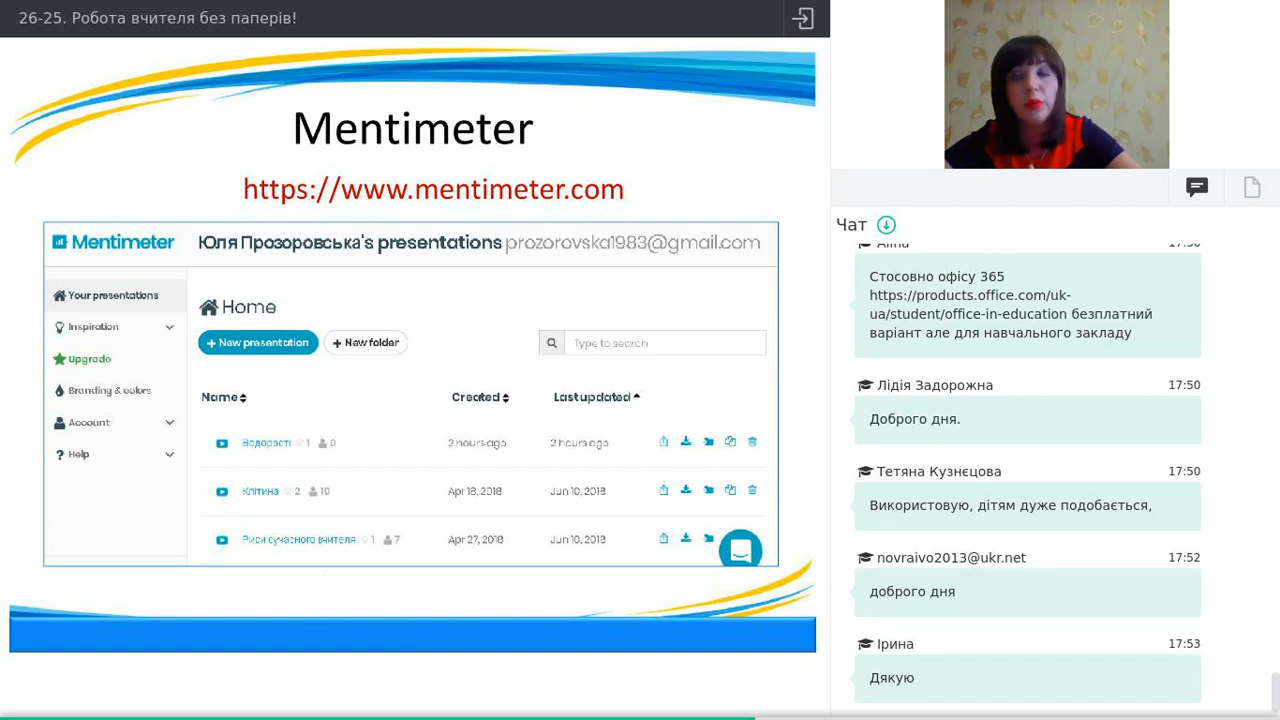 26-25. Робота вчителя без паперів!
Mentimeter
https://www.mentimeter.com
Mentimeter
Юля Прозоровська's presentations prozorovska1983@gmail.com
Your presentations
Inspiration
Upgrade
Branding & colors
Account
Help
Home
+ New presentation
+ New folder
Type to search
Name Created Last updated
Водорості 1 0 2 hours ago 2 hours ago
Клітина 2 10 Apr 18, 2018 Jun 10, 2018
Риси сучасного вчителя 1 7 Apr 27, 2018 Jun 10, 2018
Чат
Alina 17:50
Стосовно офісу 365
https://products.office.com/uk-
ua/student/office-in-education безплатний
варіант але для навчального закладу
Лідія Задорожна 17:50
Доброго дня.
Тетяна Кузнєцова 17:50
Використовую, дітям дуже подобається,
novraivo2013@ukr.net 17:52
доброго дня
Ірина 17:53
Дякую